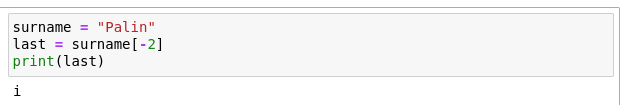 surname = "Palin"
last = surname[-2]
print(last)
i